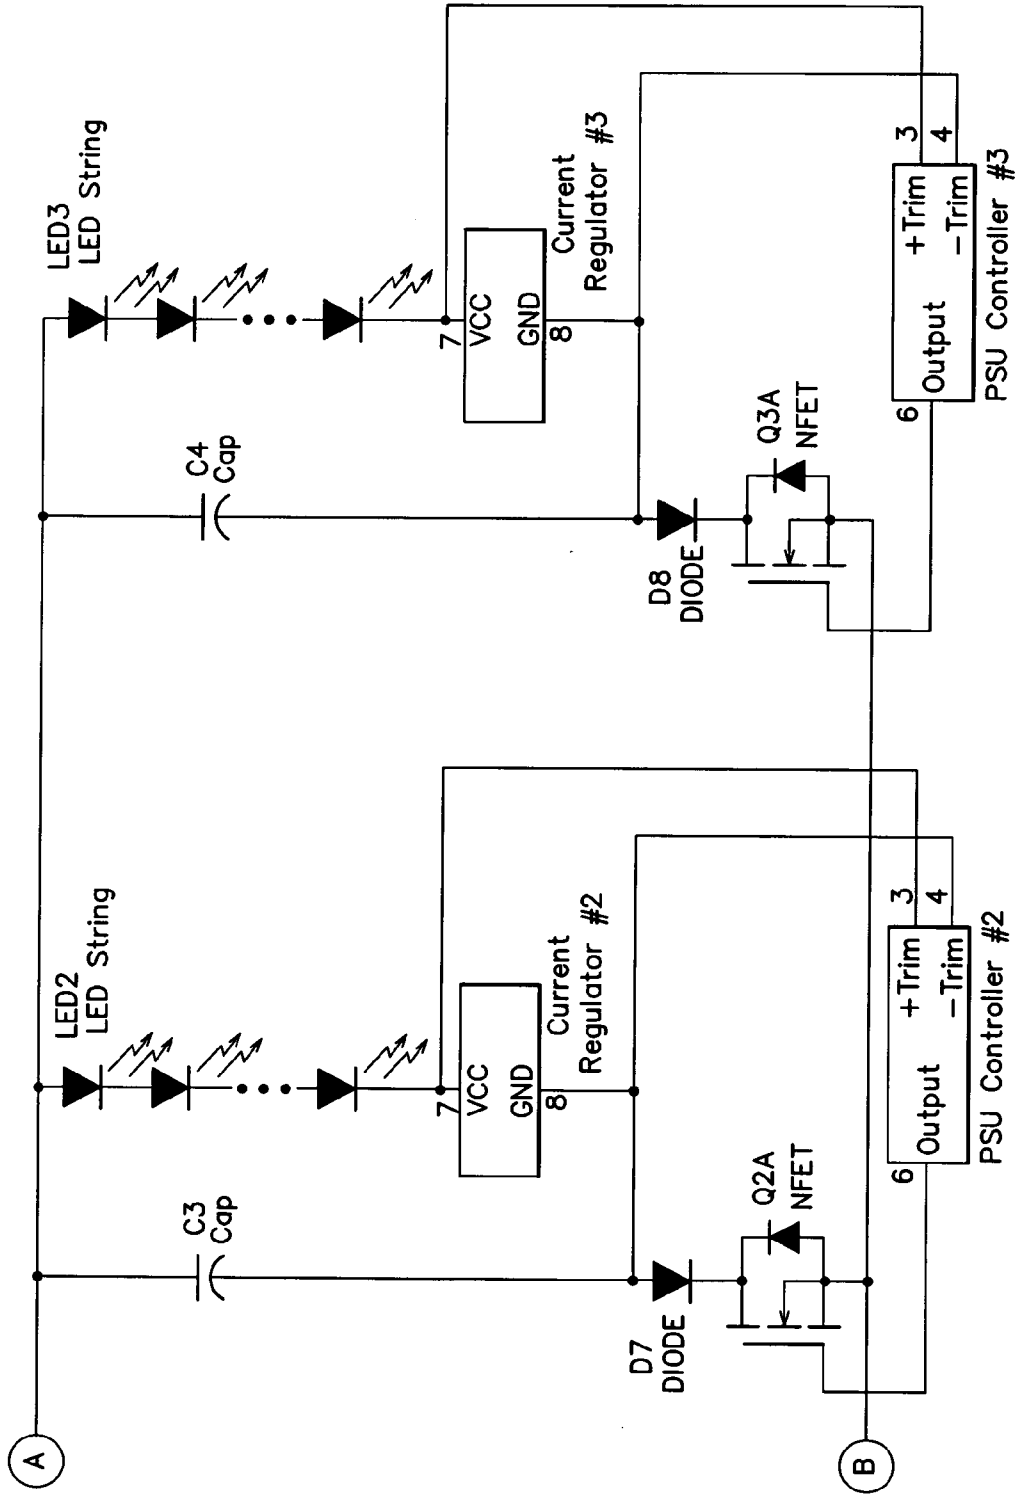 A
C3
Cap
LED2
LED String
7
VCC
GND
8
Current
Regulator #2
D7
DIODE
Q2A
NFET
6
Output
+Trim
-Trim
3
4
PSU Controller #2
B
C4
Cap
LED3
LED String
7
VCC
GND
8
Current
Regulator #3
D8
DIODE
Q3A
NFET
6
Output
+Trim
-Trim
3
4
PSU Controller #3